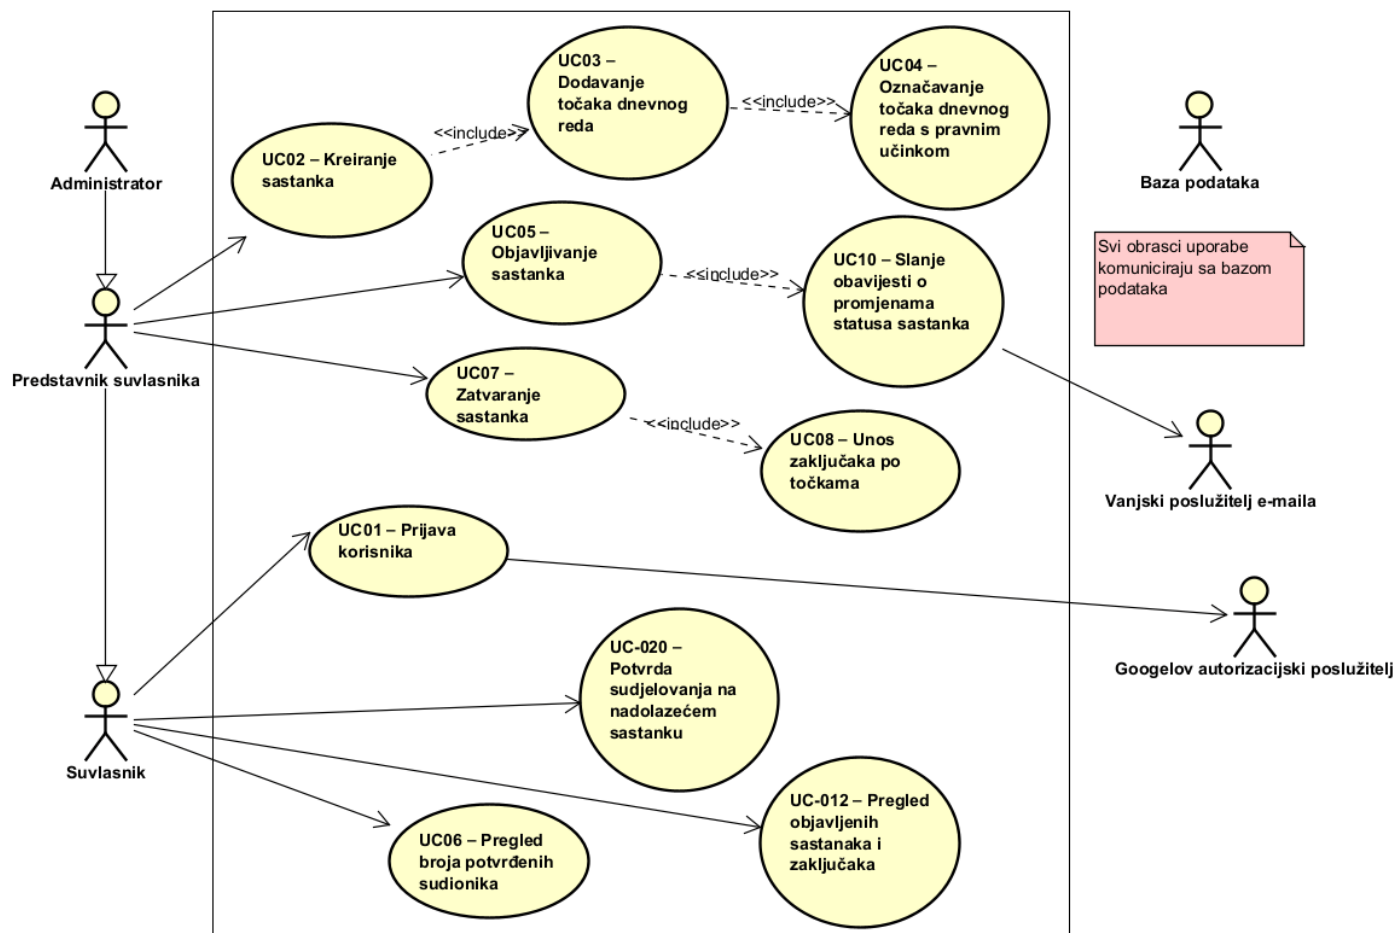 UC03 –
Dodavanje
točaka dnevnog
reda
<<include>>
UC04 –
Označavanje
točaka dnevnog
reda s pravnim
učinkom
<<include>>
UC02 – Kreiranje
sastanka
Administrator
Baza podataka
UC05 –
Objavljivanje
sastanka
<<include>>
UC10 – Slanje
obavijesti o
promjenama
statusa sastanka
Svi obrasci uporabe
komuniciraju sa bazom
podataka
Predstavnik suvlasnika
UC07 –
Zatvaranje
sastanka
<<include>>
UC08 – Unos
zaključaka po
točkama
Vanjski poslužitelj e-maila
UC01 – Prijava
korisnika
Googelov autorizacijski poslužitelj
UC-020 –
Potvrda
sudjelovanja na
nadolazećem
sastanku
Suvlasnik
UC-012 – Pregled
objavljenih
sastanaka i
zaključaka
UC06 – Pregled
broja potvrđenih
sudionika